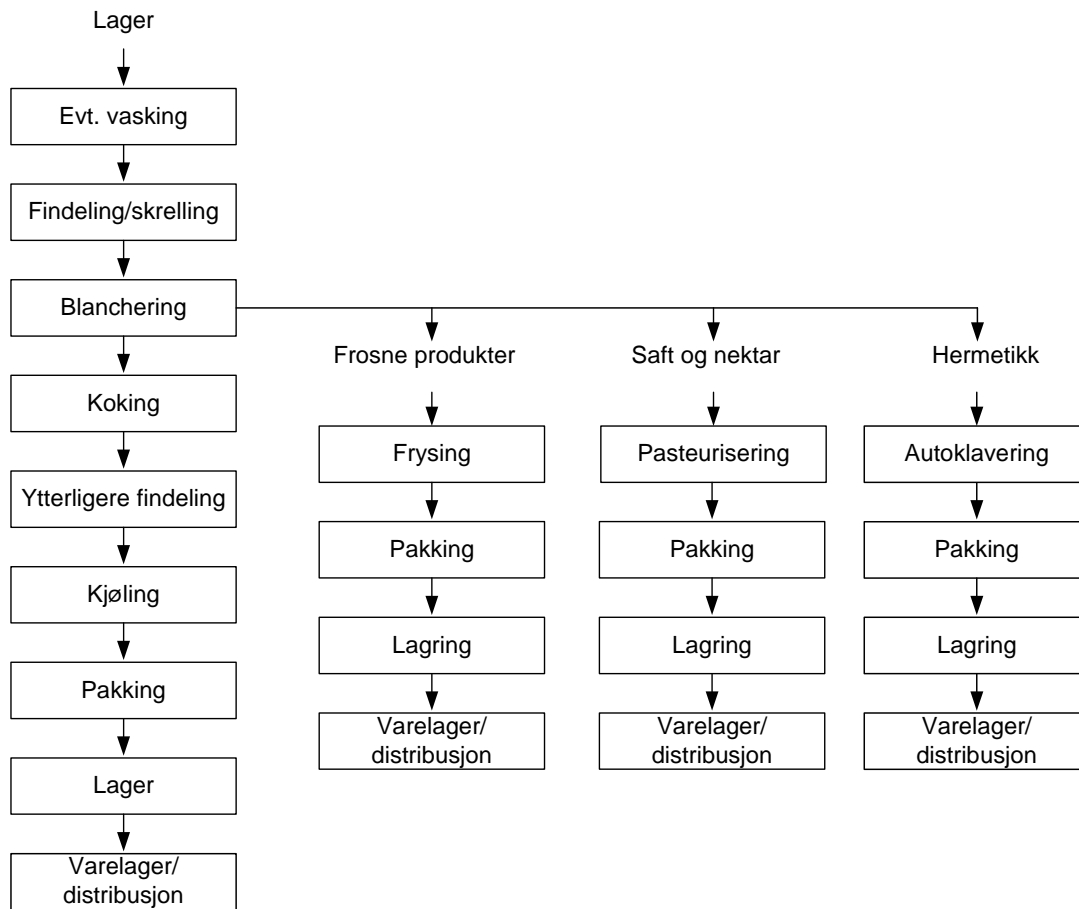 Lager
Evt. vasking
Findeling/skrelling
Blanchering
Koking
Ytterligere findeling
Kjøling
Pakking
Lager
Varelager/
distribusjon
Frosne produkter
Frysing
Pakking
Lagring
Varelager/
distribusjon
Saft og nektar
Pasteurisering
Pakking
Lagring
Varelager/
distribusjon
Hermetikk
Autoklavering
Pakking
Lagring
Varelager/
distribusjon